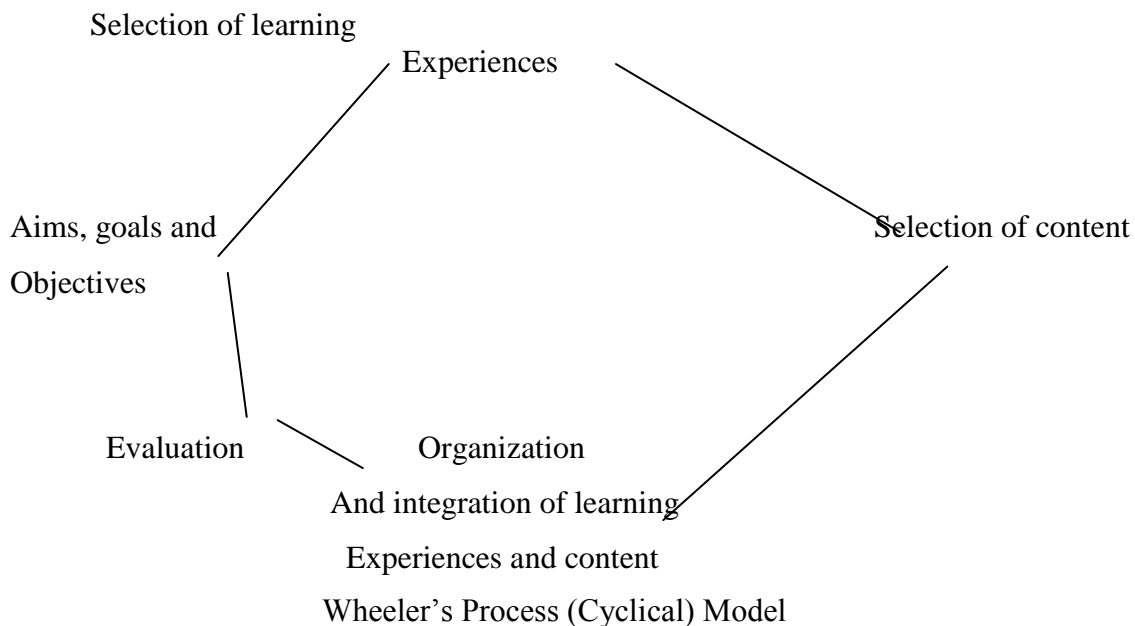 Selection of learning
Experiences
Aims, goals and
Objectives
Selection of content
Evaluation
Organization
And integration of learning
Experiences and content
Wheeler’s Process (Cyclical) Model